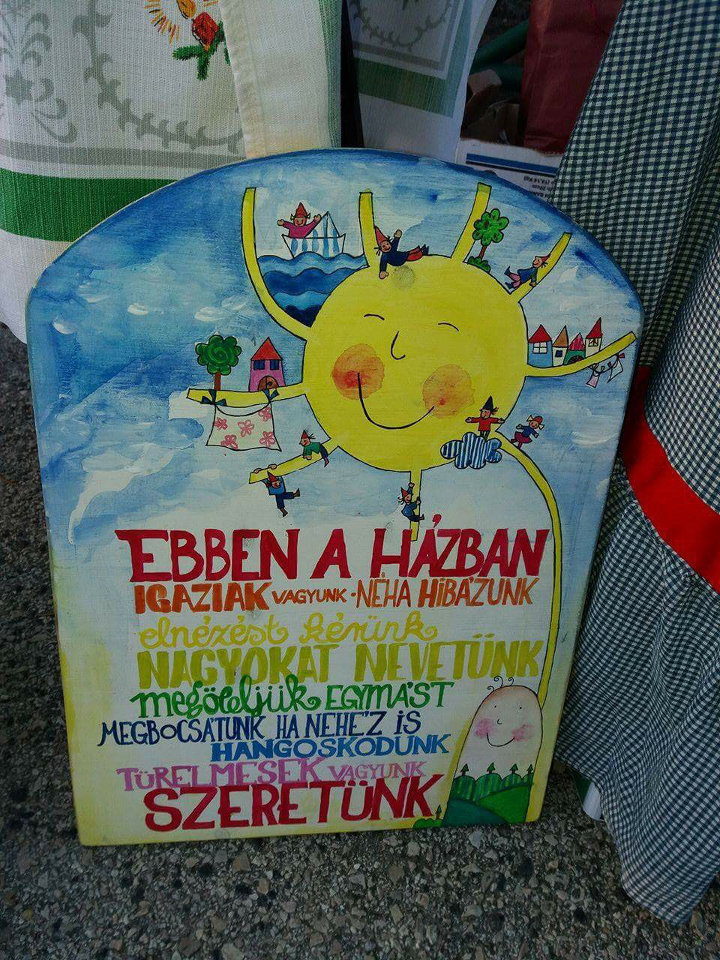 EBBEN A HÁZBAN
IGAZIAK VAGYUNK · NÉHA HIBÁZUNK
elnézést kérünk
NAGYOKAT NEVETÜNK
megöleljük EGYMÁST
MEGBOCSÁTUNK HA NEHÉZ IS
HANGOSKODUNK
TÜRELMESEK VAGYUNK
SZERETÜNK